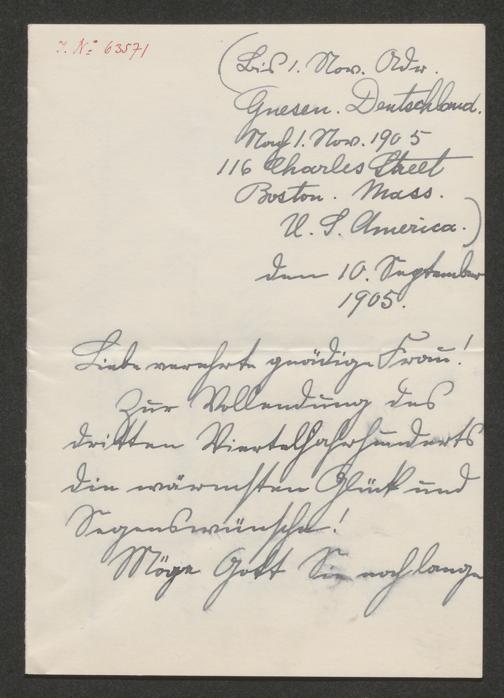 I. N. 63571
(Bis 1. Nov. Adr.
Gnesen. Deutschland.
Nach 1. Nov. 1905
116 Charles Street
Boston. Mass.
U. S. America.)
den 10. September
1905.
Liebe verehrte gnädige Frau!
Zur Vollendung des
dritten Vierteljahrhunderts
die wärmsten Glück und
Segenswünsche!
Möge Gott Sie noch lange